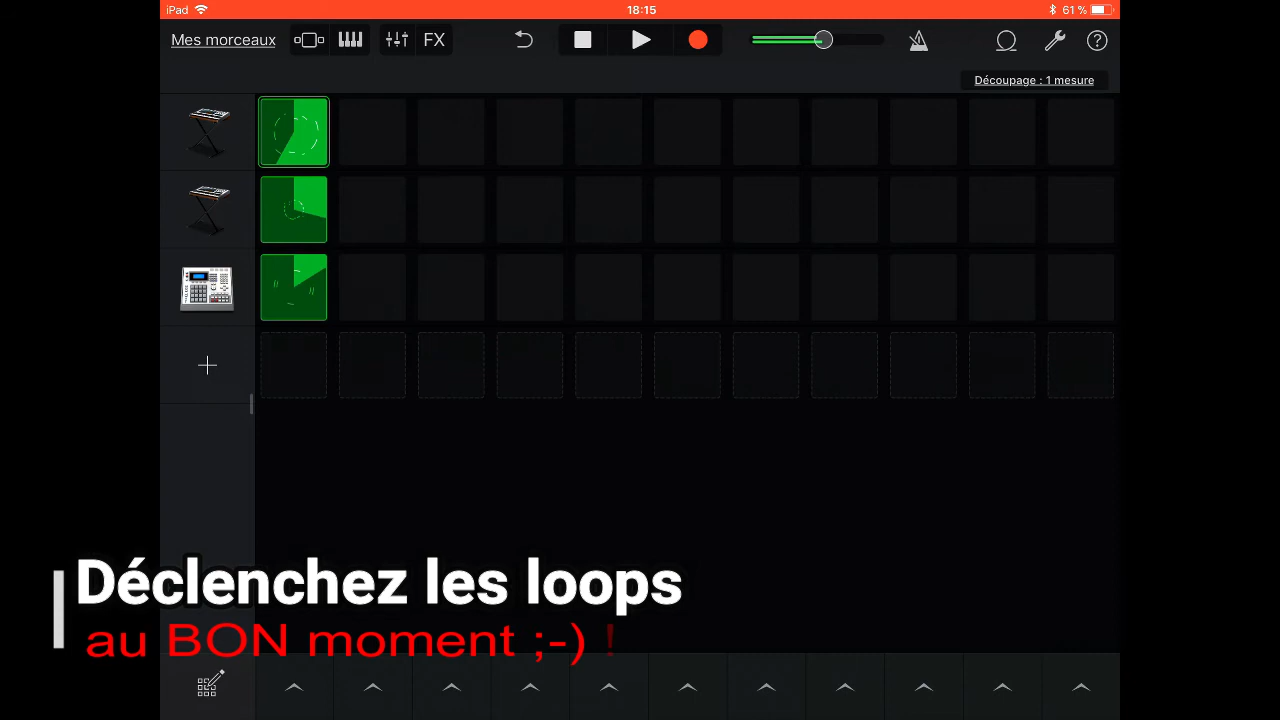 iPad
18:15
61 %
Mes morceaux
FX
Découpage : 1 mesure
Déclenchez les loops
au BON moment ;-) !